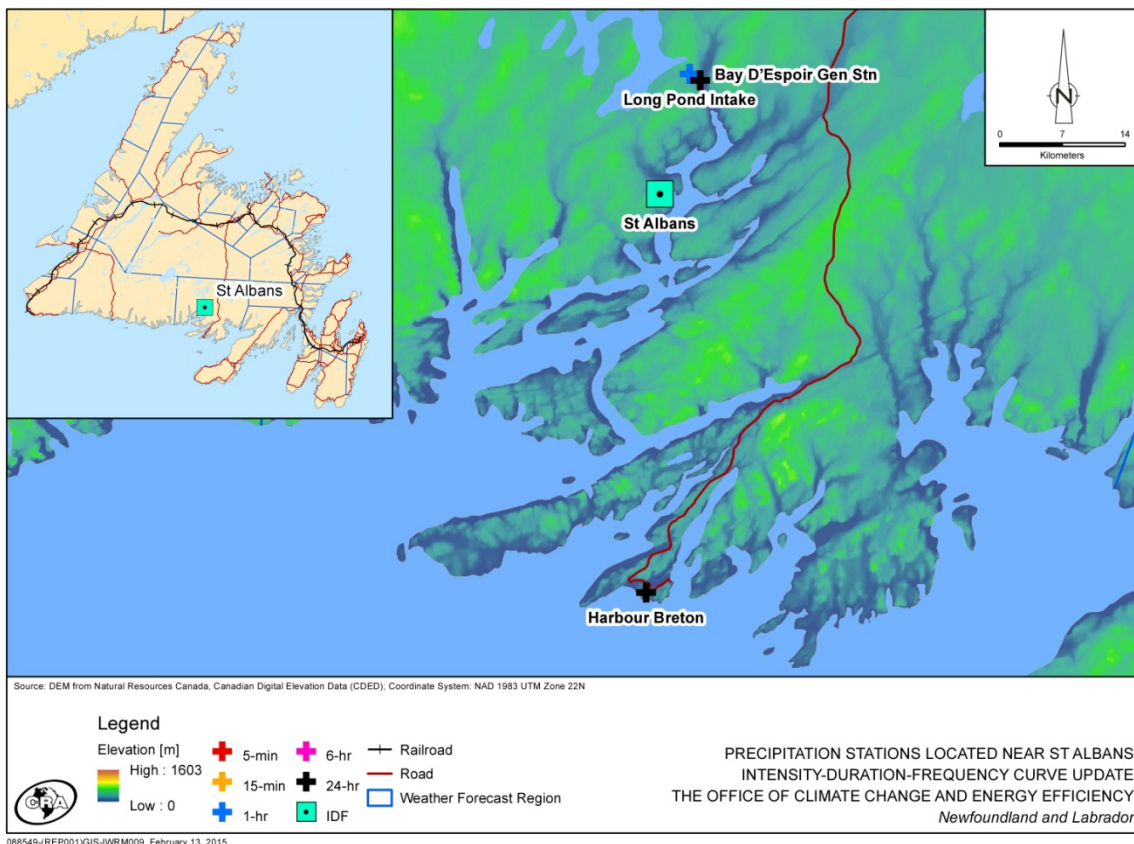 St Albans
Bay D'Espoir Gen Stn
Long Pond Intake
St Albans
Harbour Breton
N
0 7 14
Kilometers
Source: DEM from Natural Resources Canada, Canadian Digital Elevation Data (CDED); Coordinate System: NAD 1983 UTM Zone 22N
Legend
Elevation [m]
High : 1603
Low : 0
5-min
15-min
1-hr
6-hr
24-hr
IDF
Railroad
Road
Weather Forecast Region
CRA
PRECIPITATION STATIONS LOCATED NEAR ST ALBANS
INTENSITY-DURATION-FREQUENCY CURVE UPDATE
THE OFFICE OF CLIMATE CHANGE AND ENERGY EFFICIENCY
Newfoundland and Labrador
088549-(REP001)GIS-IWRM009 February 13, 2015